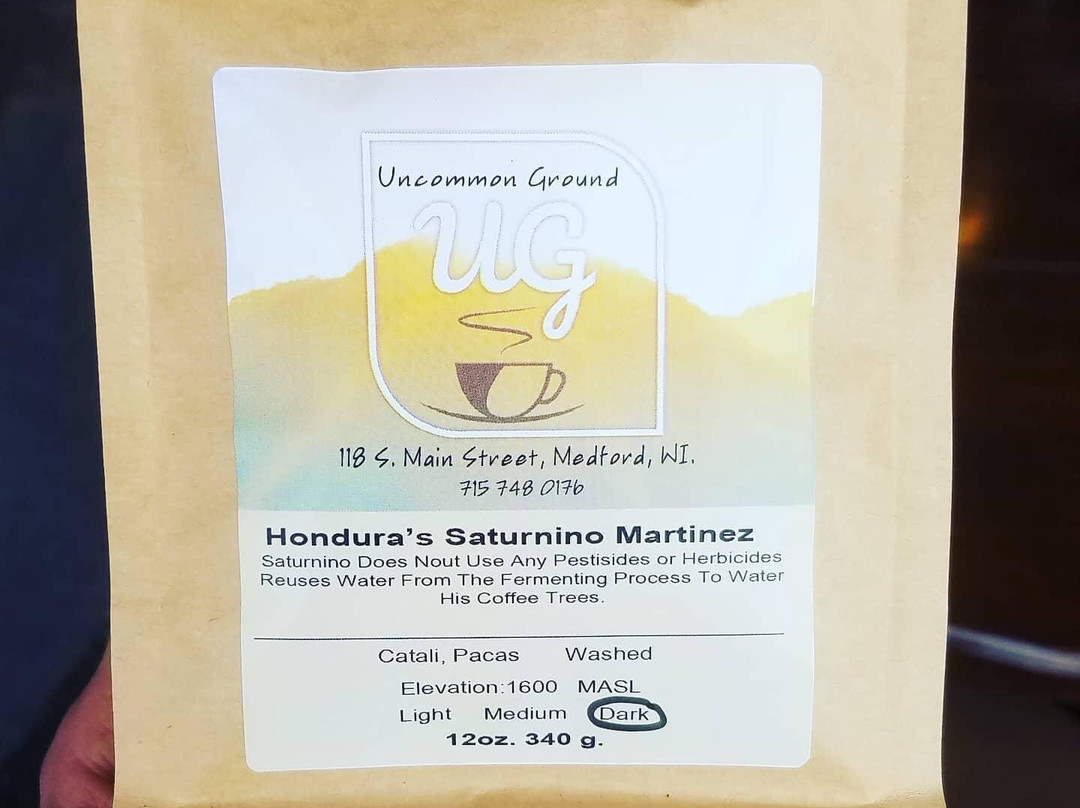 Uncommon Ground
UG
118 S. Main Street, Medford, WI.
715 748 0176
Hondura's Saturnino Martinez
Saturnino Does Nout Use Any Pestisides or Herbicides
Reuses Water From The Fermenting Process To Water
His Coffee Trees.
Catali, Pacas Washed
Elevation:1600 MASL
Light Medium Dark
12oz. 340 g.